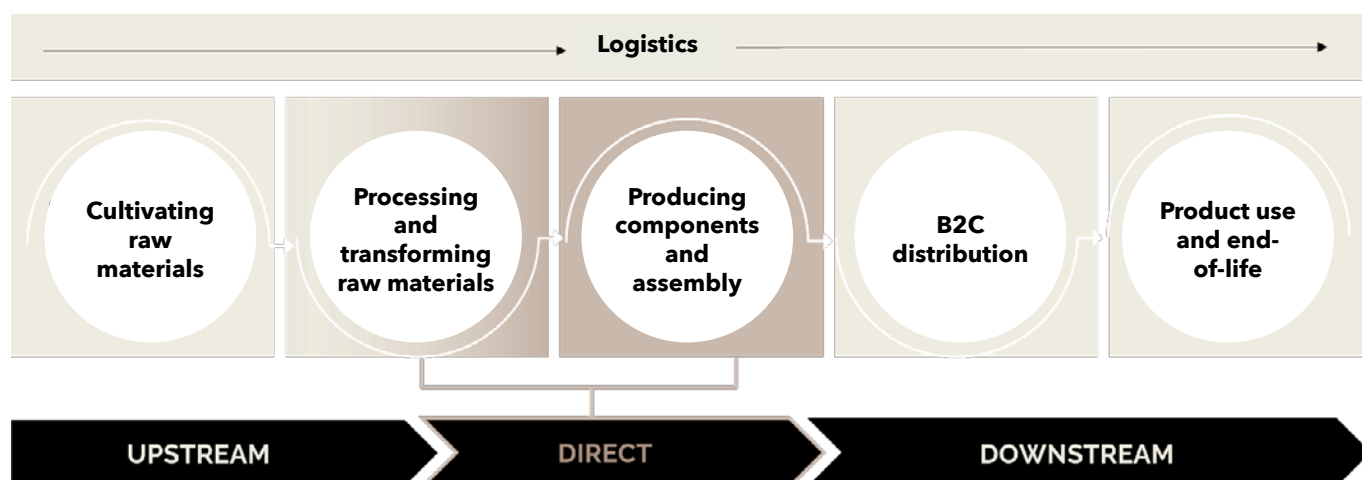 Logistics
Cultivating
raw
materials
Processing
and
transforming
raw materials
Producing
components
and
assembly
B2C
distribution
Product use
and end-
of-life
UPSTREAM
DIRECT
DOWNSTREAM